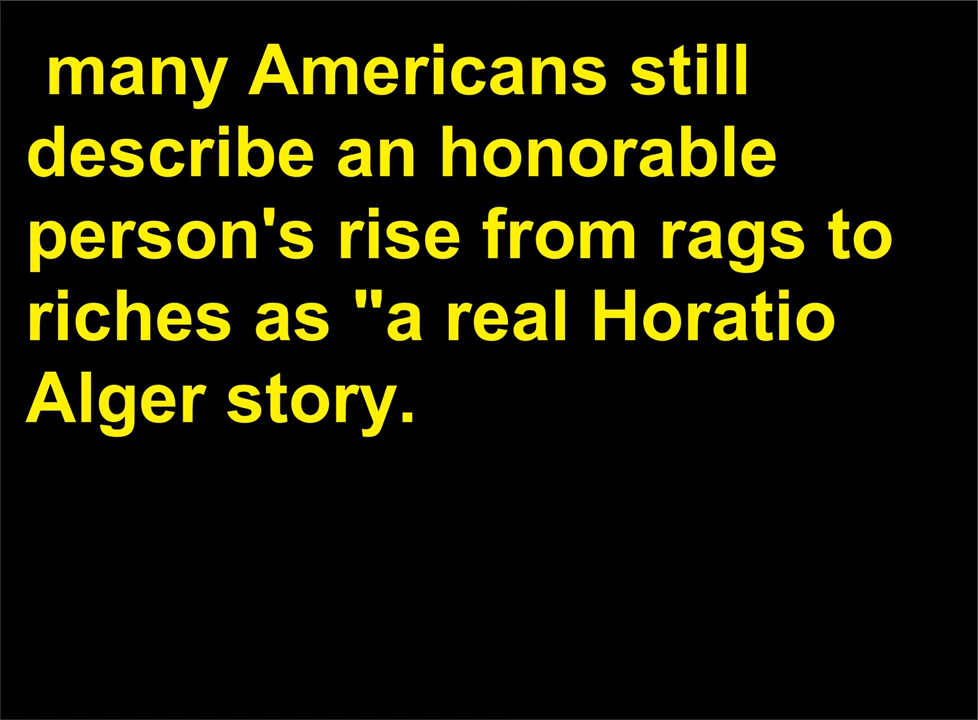 many Americans still
describe an honorable
person's rise from rags to
riches as "a real Horatio
Alger story.